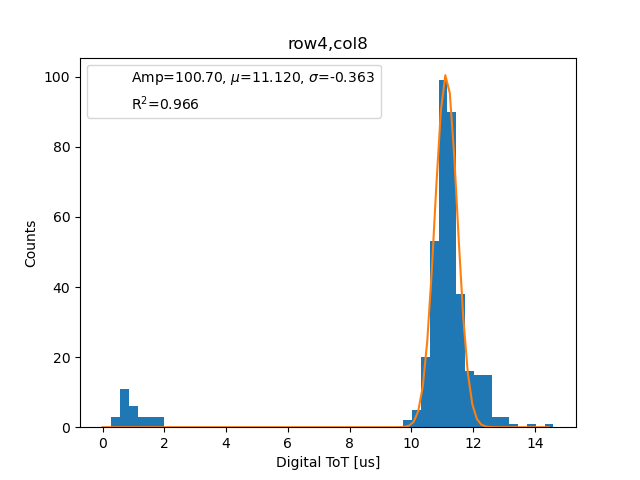 row4,col8
Amp=100.70, μ=11.120, σ=-0.363
R²=0.966
100
80
60
40
20
0
Counts
0 2 4 6 8 10 12 14
Digital ToT [us]